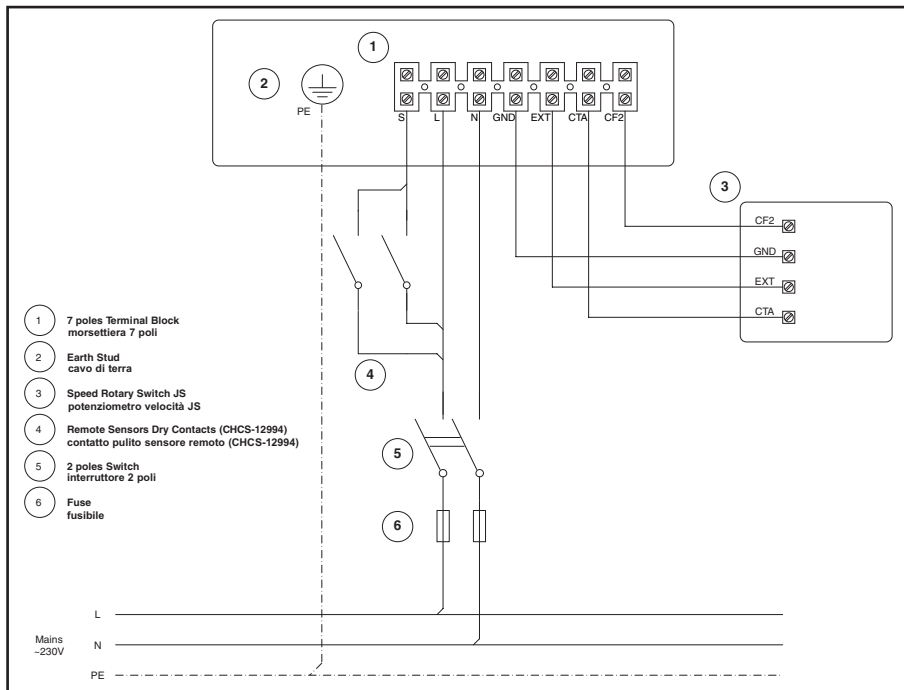 1
2
PE
S L N GND EXT CTA CF2
3
CF2
GND
EXT
CTA
1 7 poles Terminal Block
morsettiera 7 poli
2 Earth Stud
cavo di terra
3 Speed Rotary Switch JS
potenziometro velocità JS
4 Remote Sensors Dry Contacts (CHCS-12994)
contatto pulito sensore remoto (CHCS-12994)
5 2 poles Switch
interruttore 2 poli
6 Fuse
fusibile
4
5
6
L
Mains
~230V
N
PE